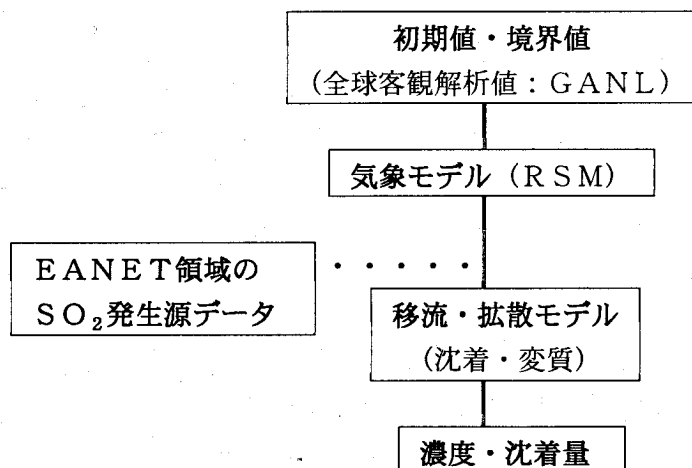 初期値・境界値
(全球客観解析値：ＧＡＮＬ)
気象モデル（ＲＳＭ）
ＥＡＮＥＴ領域の
ＳＯ₂発生源データ
・・・・・
移流・拡散モデル
(沈着・変質)
濃度・沈着量